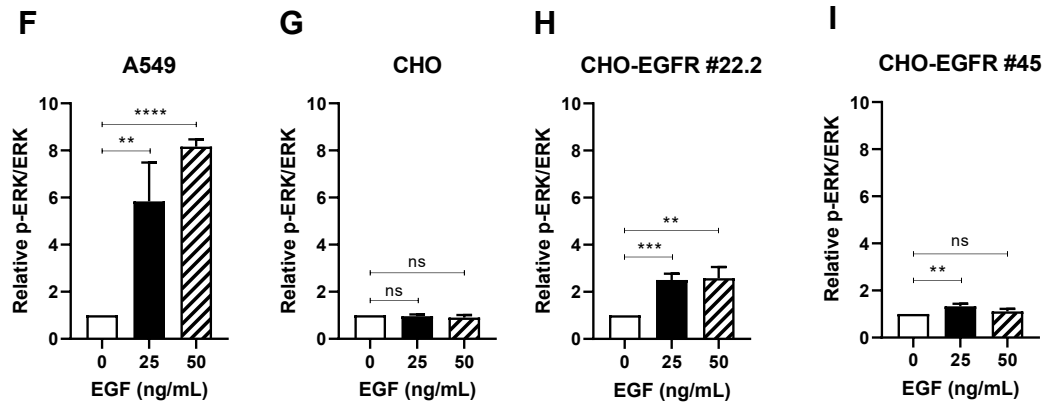 F
A549
Relative p-ERK/ERK
10
8
6
4
2
0
****
**
0 25 50
EGF (ng/mL)
G
CHO
Relative p-ERK/ERK
10
8
6
4
2
0
ns
ns
0 25 50
EGF (ng/mL)
H
CHO-EGFR #22.2
Relative p-ERK/ERK
10
8
6
4
2
0
**
***
0 25 50
EGF (ng/mL)
I
CHO-EGFR #45
Relative p-ERK/ERK
10
8
6
4
2
0
ns
**
0 25 50
EGF (ng/mL)